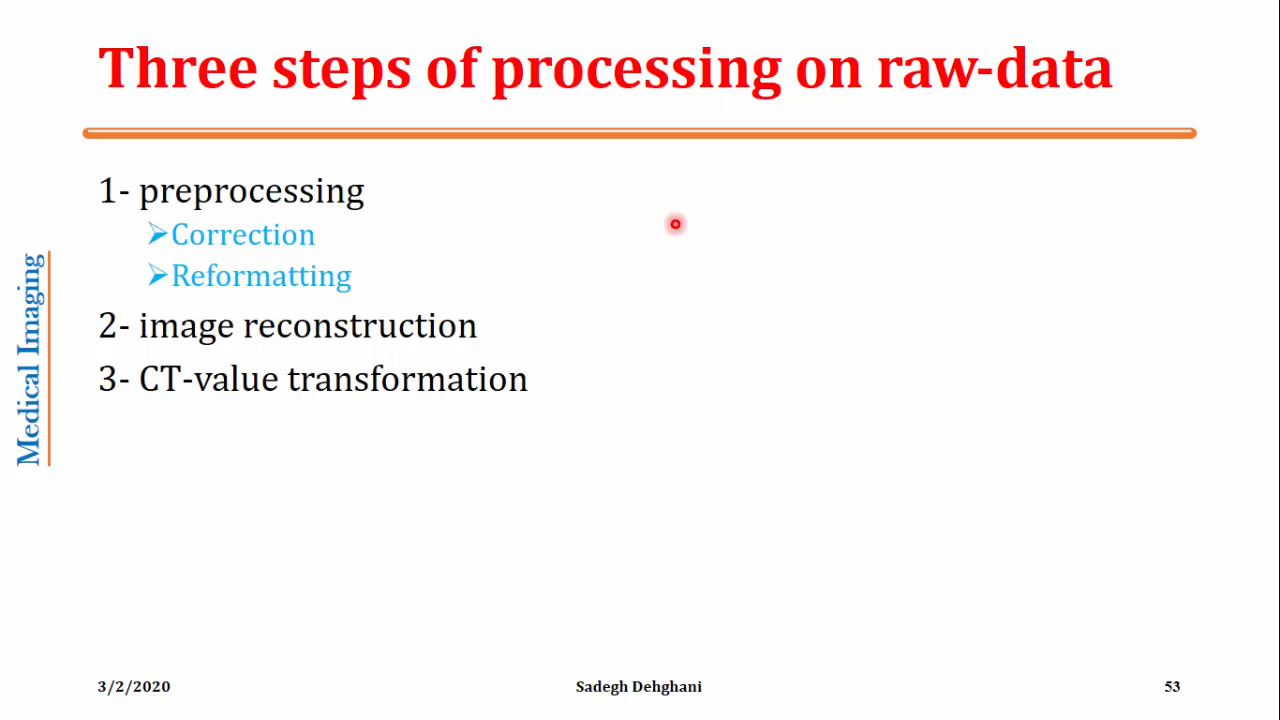 Three steps of processing on raw-data
1- preprocessing
Correction
Reformatting
2- image reconstruction
3- CT-value transformation
Medical Imaging
3/2/2020
Sadegh Dehghani
53